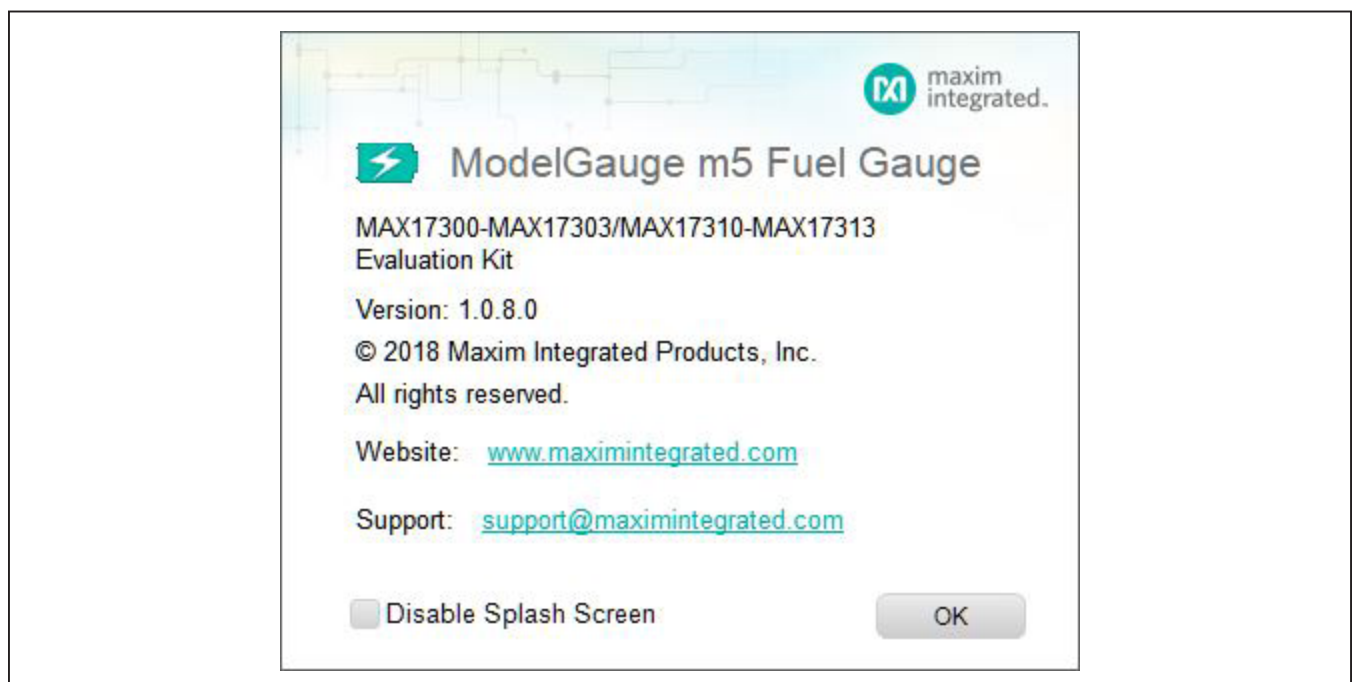 maxim
integrated.
ModelGauge m5 Fuel Gauge
MAX17300-MAX17303/MAX17310-MAX17313
Evaluation Kit
Version: 1.0.8.0
© 2018 Maxim Integrated Products, Inc.
All rights reserved.
Website: www.maximintegrated.com
Support: support@maximintegrated.com
Disable Splash Screen OK